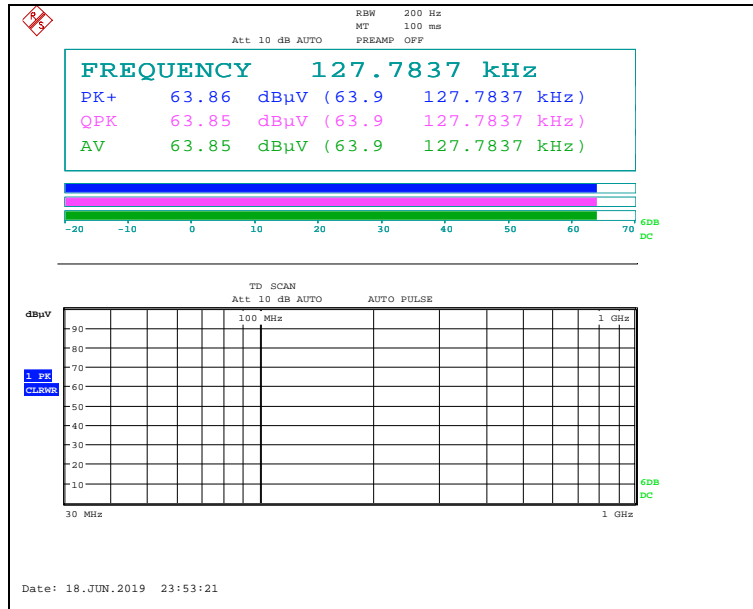 RBW 200 Hz
MT 100 ms
Att 10 dB AUTO PREAMP OFF
FREQUENCY 127.7837 kHz
PK+ 63.86 dBµV (63.9 127.7837 kHz)
QPK 63.85 dBµV (63.9 127.7837 kHz)
AV 63.85 dBµV (63.9 127.7837 kHz)
-20 -10 0 10 20 30 40 50 60 70
6DB
DC
TD SCAN
Att 10 dB AUTO AUTO PULSE
dBµV
100 MHz 1 GHz
90
80
70
1 PK
60
CLRWR
50
40
30
20
10
6DB
DC
30 MHz 1 GHz
Date: 18.JUN.2019 23:53:21
R
S